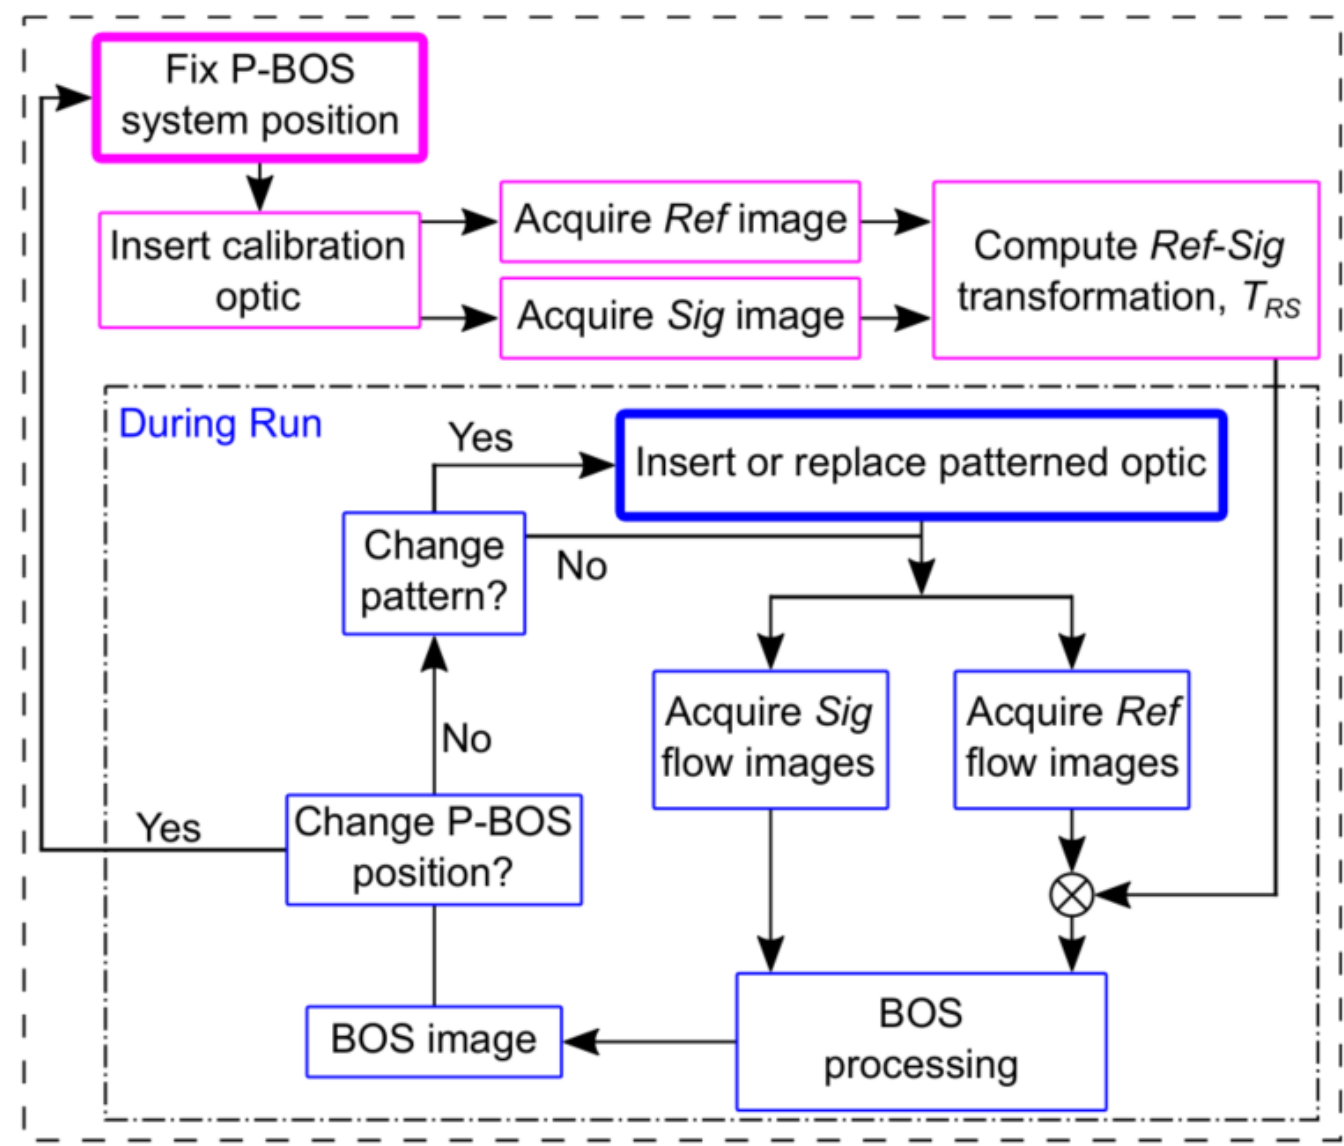 Fix P-BOS
system position
Insert calibration
optic
Acquire Ref image
Acquire Sig image
Compute Ref-Sig
transformation, T_RS
During Run
Yes
Insert or replace patterned optic
Change
pattern?
No
Acquire Sig
flow images
Acquire Ref
flow images
No
Yes
Change P-BOS
position?
BOS image
BOS
processing